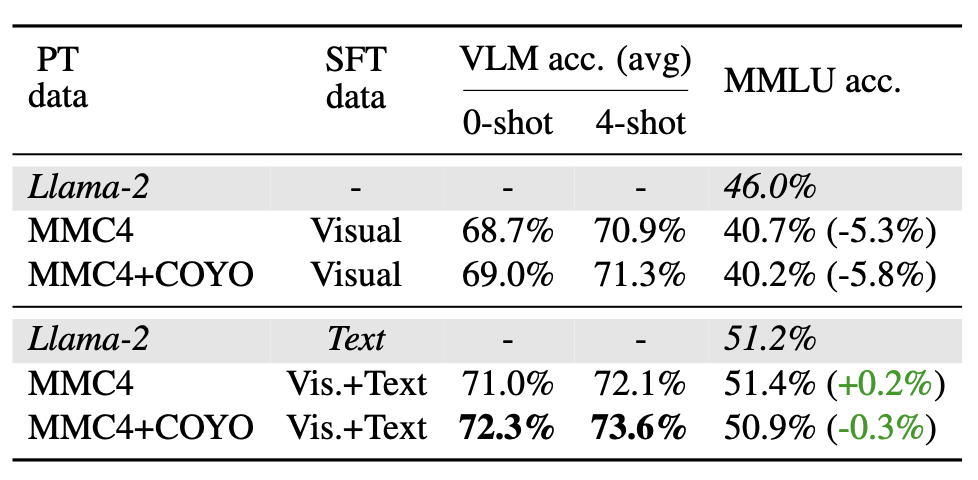 PT data SFT data VLM acc. (avg) MMLU acc.
0-shot 4-shot
Llama-2 - - - 46.0%
MMC4 Visual 68.7% 70.9% 40.7% (-5.3%)
MMC4+COYO Visual 69.0% 71.3% 40.2% (-5.8%)
Llama-2 Text - - 51.2%
MMC4 Vis.+Text 71.0% 72.1% 51.4% (+0.2%)
MMC4+COYO Vis.+Text 72.3% 73.6% 50.9% (-0.3%)